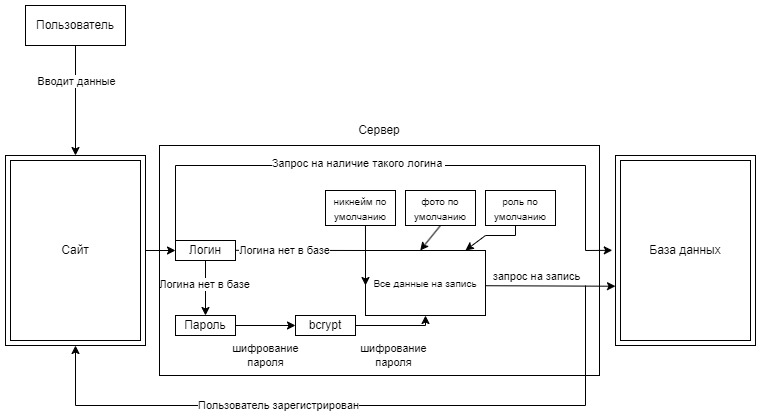 Пользователь
Вводит данные
Сервер
Запрос на наличие такого логина
никнейм по
умолчанию
фото по
умолчанию
роль по
умолчанию
Сайт
Логин
Логина нет в базе
База данных
Логина нет в базе
Все данные на запись
запрос на запись
Пароль
bcrypt
шифрование
пароля
шифрование
пароля
Пользователь зарегистрирован